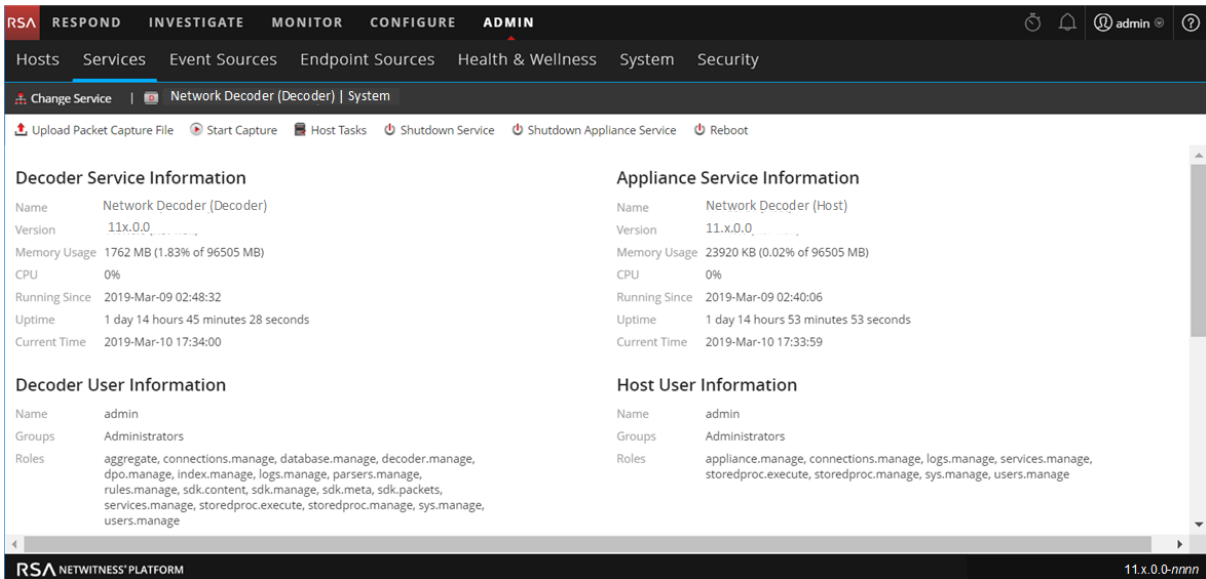 RSA RESPOND INVESTIGATE MONITOR CONFIGURE ADMIN admin ?
Hosts Services Event Sources Endpoint Sources Health & Wellness System Security
Change Service | Network Decoder (Decoder) | System
Upload Packet Capture File Start Capture Host Tasks Shutdown Service Shutdown Appliance Service Reboot
Decoder Service Information
Name Network Decoder (Decoder)
Version 11x.0.0
Memory Usage 1762 MB (1.83% of 96505 MB)
CPU 0%
Running Since 2019-Mar-09 02:48:32
Uptime 1 day 14 hours 45 minutes 28 seconds
Current Time 2019-Mar-10 17:34:00
Appliance Service Information
Name Network Decoder (Host)
Version 11.x.0.0
Memory Usage 23920 KB (0.02% of 96505 MB)
CPU 0%
Running Since 2019-Mar-09 02:40:06
Uptime 1 day 14 hours 53 minutes 53 seconds
Current Time 2019-Mar-10 17:33:59
Decoder User Information
Name admin
Groups Administrators
Roles aggregate, connections.manage, database.manage, decoder.manage,
dpo.manage, index.manage, logs.manage, parsers.manage,
rules.manage, sdk.content, sdk.manage, sdk.meta, sdk.packets,
services.manage, storedproc.execute, storedproc.manage, sys.manage,
users.manage
Host User Information
Name admin
Groups Administrators
Roles appliance.manage, connections.manage, logs.manage, services.manage,
storedproc.execute, storedproc.manage, sys.manage, users.manage
RSA NETWITNESS® PLATFORM 11.x.0.0-nnnn